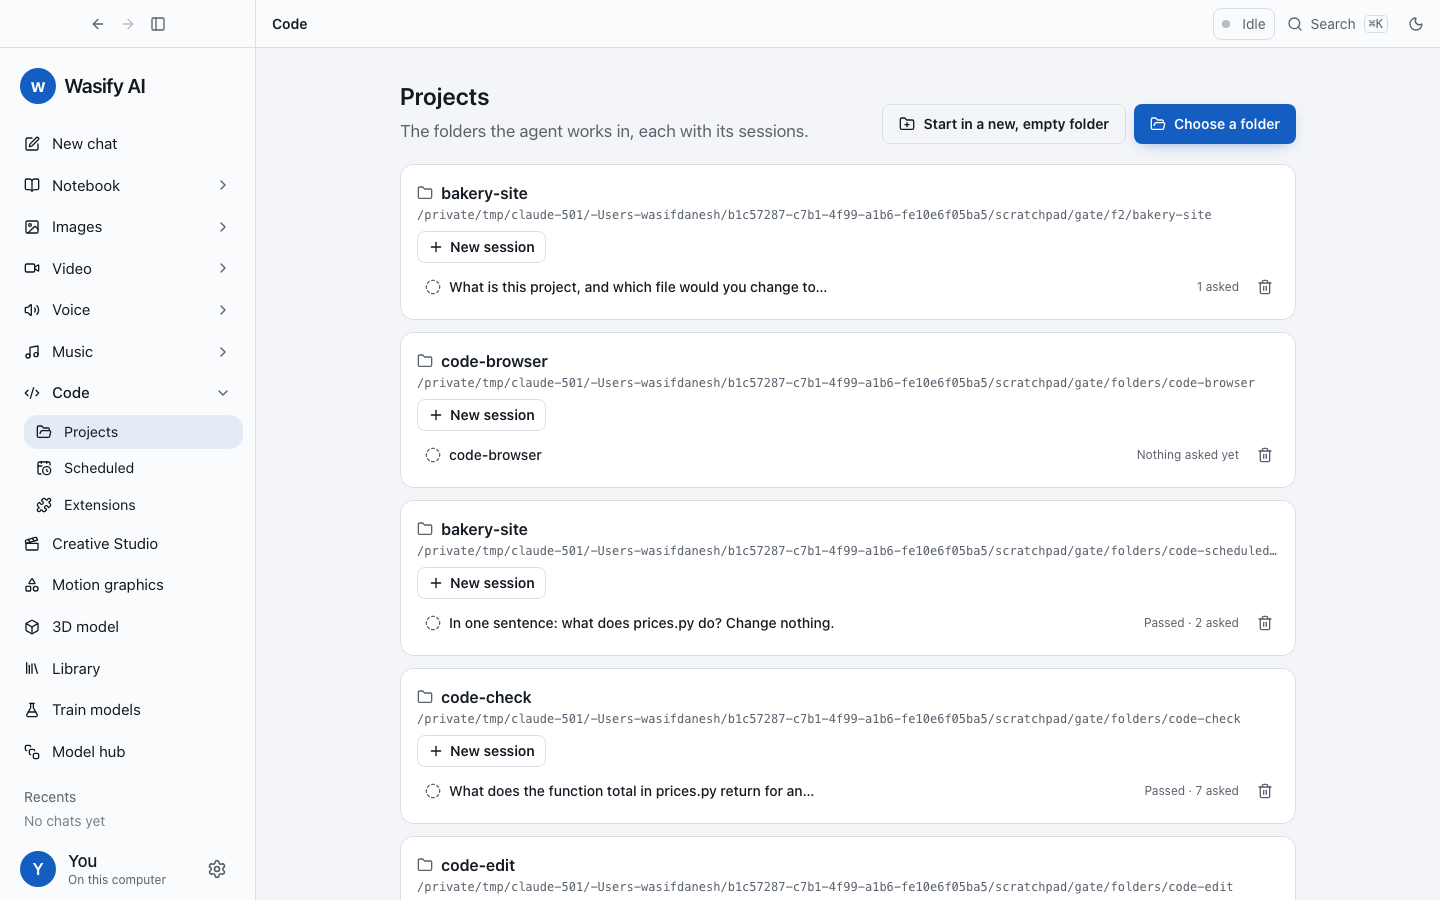 Code
Idle
Search ⌘K
W Wasify AI
New chat
Notebook
Images
Video
Voice
Music
Code
Projects
Scheduled
Extensions
Creative Studio
Motion graphics
3D model
Library
Train models
Model hub
Recents
No chats yet
Y You
On this computer
Projects
The folders the agent works in, each with its sessions.
Start in a new, empty folder
Choose a folder
bakery-site
/private/tmp/claude-501/-Users-wasifdanesh/b1c57287-c7b1-4f99-a1b6-fe10e6f05ba5/scratchpad/gate/f2/bakery-site
New session
What is this project, and which file would you change to… 1 asked
code-browser
/private/tmp/claude-501/-Users-wasifdanesh/b1c57287-c7b1-4f99-a1b6-fe10e6f05ba5/scratchpad/gate/folders/code-browser
New session
code-browser Nothing asked yet
bakery-site
/private/tmp/claude-501/-Users-wasifdanesh/b1c57287-c7b1-4f99-a1b6-fe10e6f05ba5/scratchpad/gate/folders/code-scheduled…
New session
In one sentence: what does prices.py do? Change nothing. Passed · 2 asked
code-check
/private/tmp/claude-501/-Users-wasifdanesh/b1c57287-c7b1-4f99-a1b6-fe10e6f05ba5/scratchpad/gate/folders/code-check
New session
What does the function total in prices.py return for an… Passed · 7 asked
code-edit
/private/tmp/claude-501/-Users-wasifdanesh/b1c57287-c7b1-4f99-a1b6-fe10e6f05ba5/scratchpad/gate/folders/code-edit